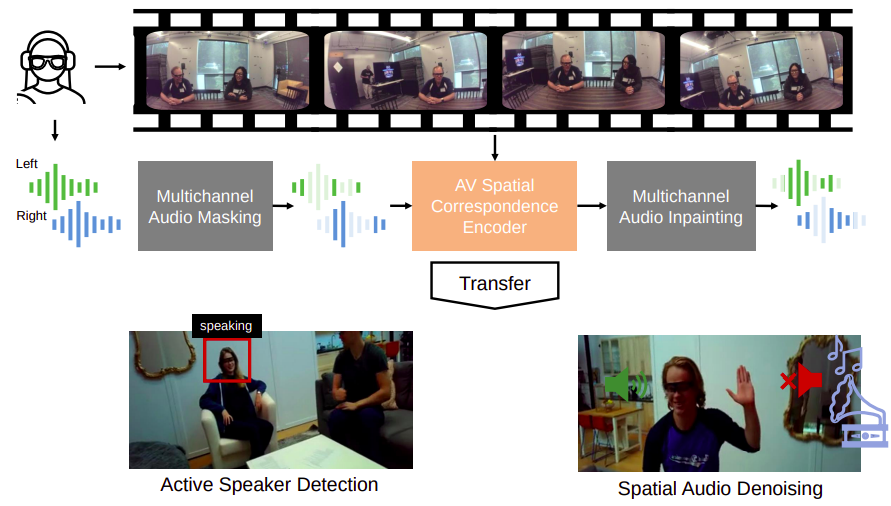 Left
Right
Multichannel
Audio Masking
AV Spatial
Correspondence
Encoder
Multichannel
Audio Inpainting
Transfer
speaking
Active Speaker Detection
Spatial Audio Denoising